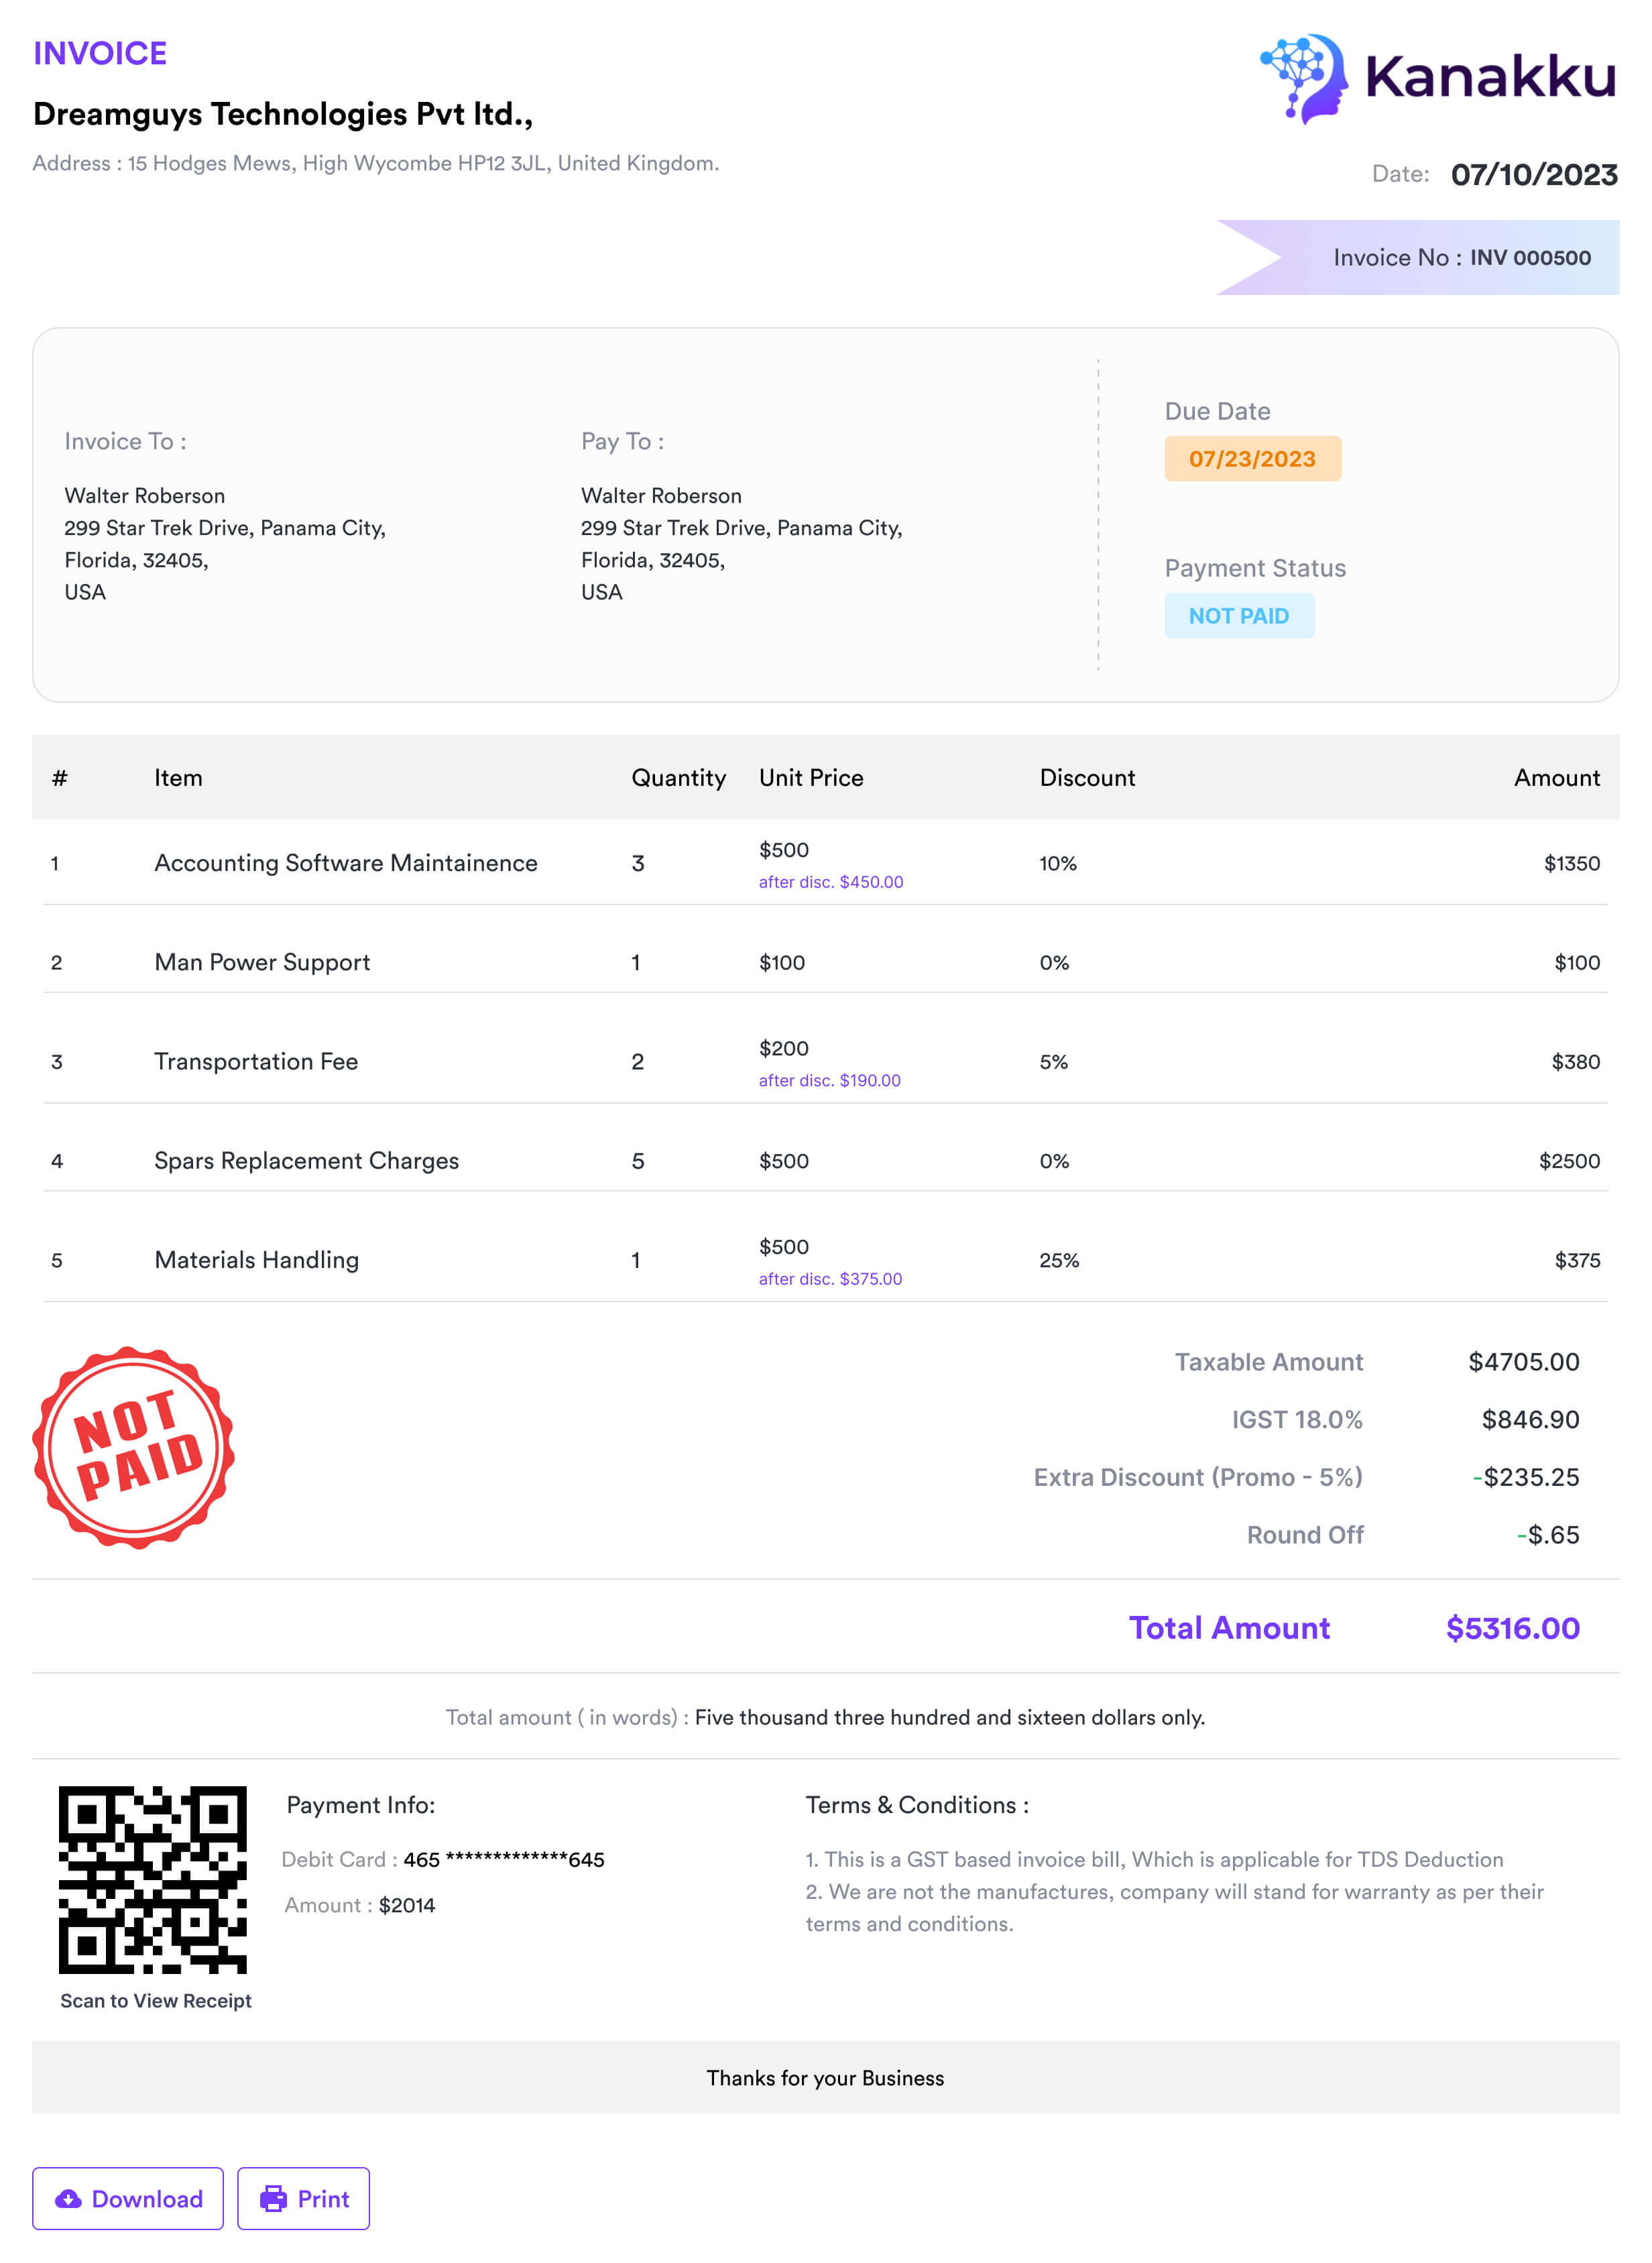 INVOICE
Kanakku
Dreamguys Technologies Pvt ltd.,
Address : 15 Hodges Mews, High Wycombe HP12 3JL, United Kingdom.
Date: 07/10/2023
Invoice No : INV 000500
Invoice To :
Walter Roberson
299 Star Trek Drive, Panama City,
Florida, 32405,
USA
Pay To :
Walter Roberson
299 Star Trek Drive, Panama City,
Florida, 32405,
USA
Due Date
07/23/2023
Payment Status
NOT PAID
# Item Quantity Unit Price Discount Amount
1 Accounting Software Maintainence 3 $500 10% $1350
after disc. $450.00
2 Man Power Support 1 $100 0% $100
3 Transportation Fee 2 $200 5% $380
after disc. $190.00
4 Spars Replacement Charges 5 $500 0% $2500
5 Materials Handling 1 $500 25% $375
after disc. $375.00
NOT
PAID
Taxable Amount $4705.00
IGST 18.0% $846.90
Extra Discount (Promo - 5%) -$235.25
Round Off -$.65
Total Amount $5316.00
Total amount ( in words) : Five thousand three hundred and sixteen dollars only.
Scan to View Receipt
Payment Info:
Debit Card : 465 *************645
Amount : $2014
Terms & Conditions :
1. This is a GST based invoice bill, Which is applicable for TDS Deduction
2. We are not the manufactures, company will stand for warranty as per their
terms and conditions.
Thanks for your Business
Download
Print